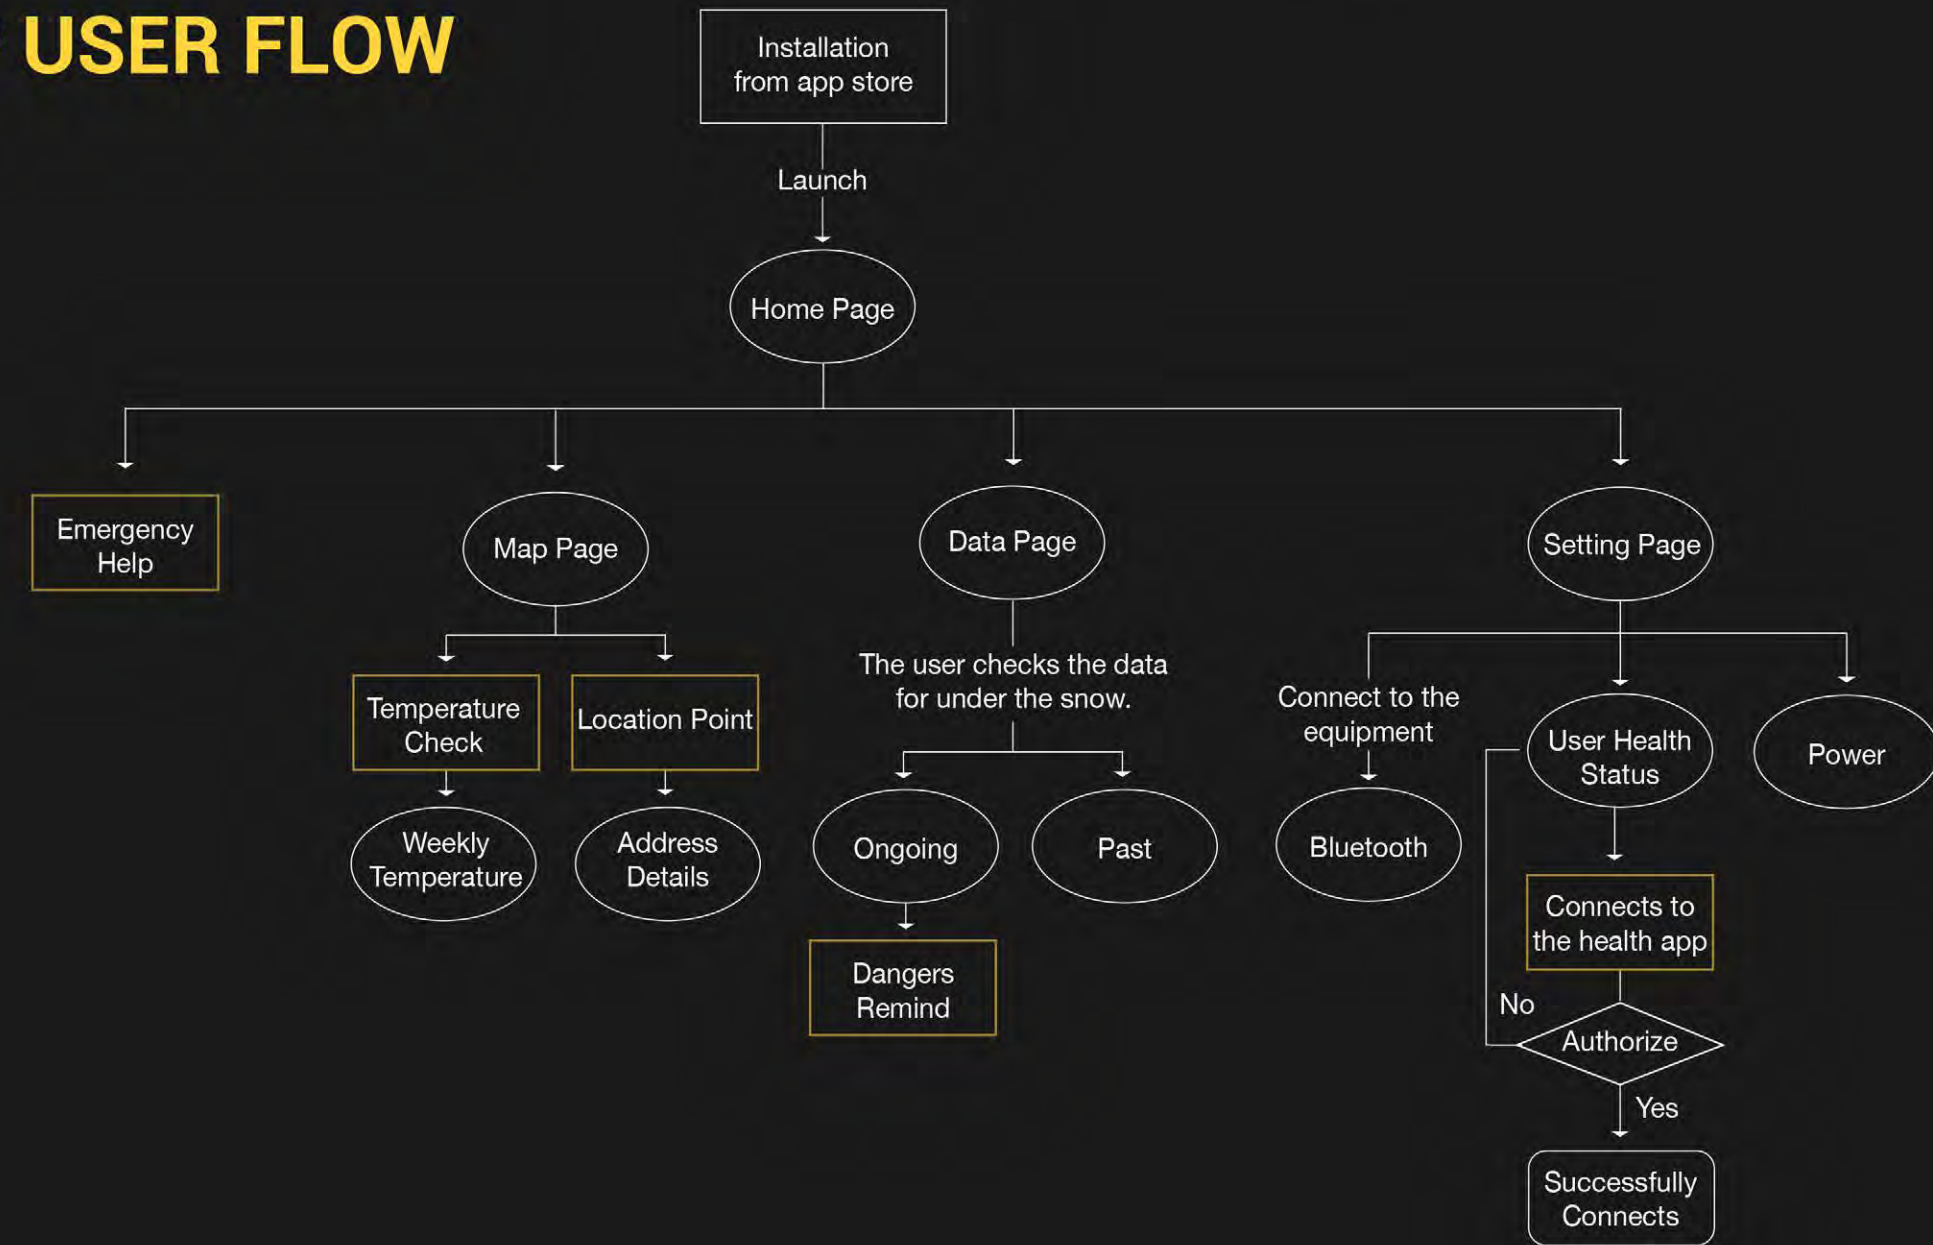 USER FLOW
Installation
from app store
Launch
Home Page
Emergency
Help
Map Page
Data Page
Setting Page
The user checks the data
for under the snow.
Connect to the
equipment
Temperature
Check
Location Point
User Health
Status
Power
Weekly
Temperature
Address
Details
Ongoing
Past
Bluetooth
Connects to
the health app
Dangers
Remind
No
Authorize
Yes
Successfully
Connects